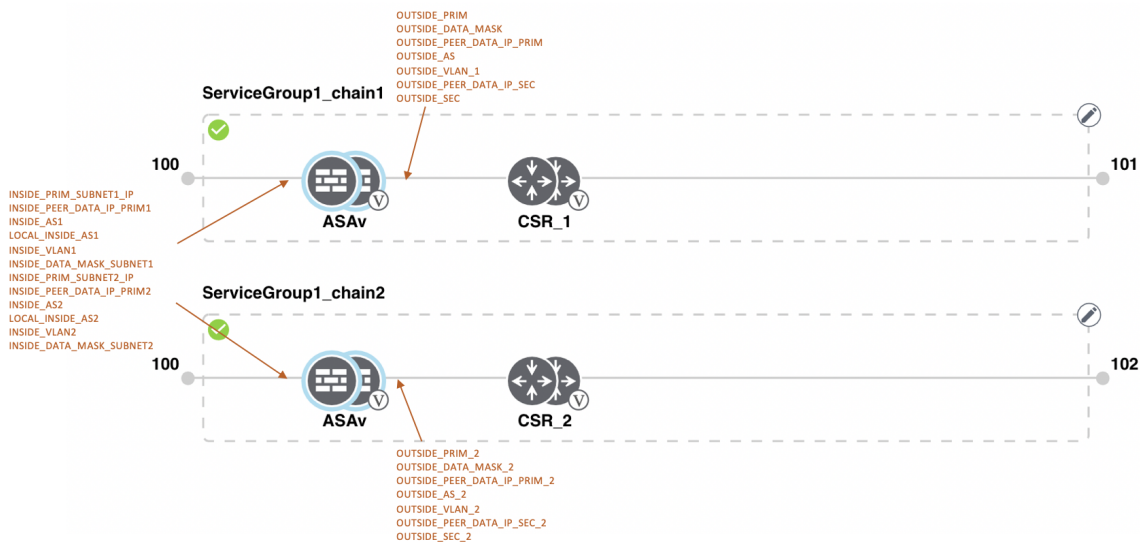 OUTSIDE_PRIM
OUTSIDE_DATA_MASK
OUTSIDE_PEER_DATA_IP_PRIM
OUTSIDE_AS
OUTSIDE_VLAN_1
OUTSIDE_PEER_DATA_IP_SEC
OUTSIDE_SEC
ServiceGroup1_chain1
100
101
V
V
ASAv
CSR_1
INSIDE_PRIM_SUBNET1_IP
INSIDE_PEER_DATA_IP_PRIM1
INSIDE_AS1
LOCAL_INSIDE_AS1
INSIDE_VLAN1
INSIDE_DATA_MASK_SUBNET1
INSIDE_PRIM_SUBNET2_IP
INSIDE_PEER_DATA_IP_PRIM2
INSIDE_AS2
LOCAL_INSIDE_AS2
INSIDE_VLAN2
INSIDE_DATA_MASK_SUBNET2
ServiceGroup1_chain2
100
102
V
V
ASAv
CSR_2
OUTSIDE_PRIM_2
OUTSIDE_DATA_MASK_2
OUTSIDE_PEER_DATA_IP_PRIM_2
OUTSIDE_AS_2
OUTSIDE_VLAN_2
OUTSIDE_PEER_DATA_IP_SEC_2
OUTSIDE_SEC_2